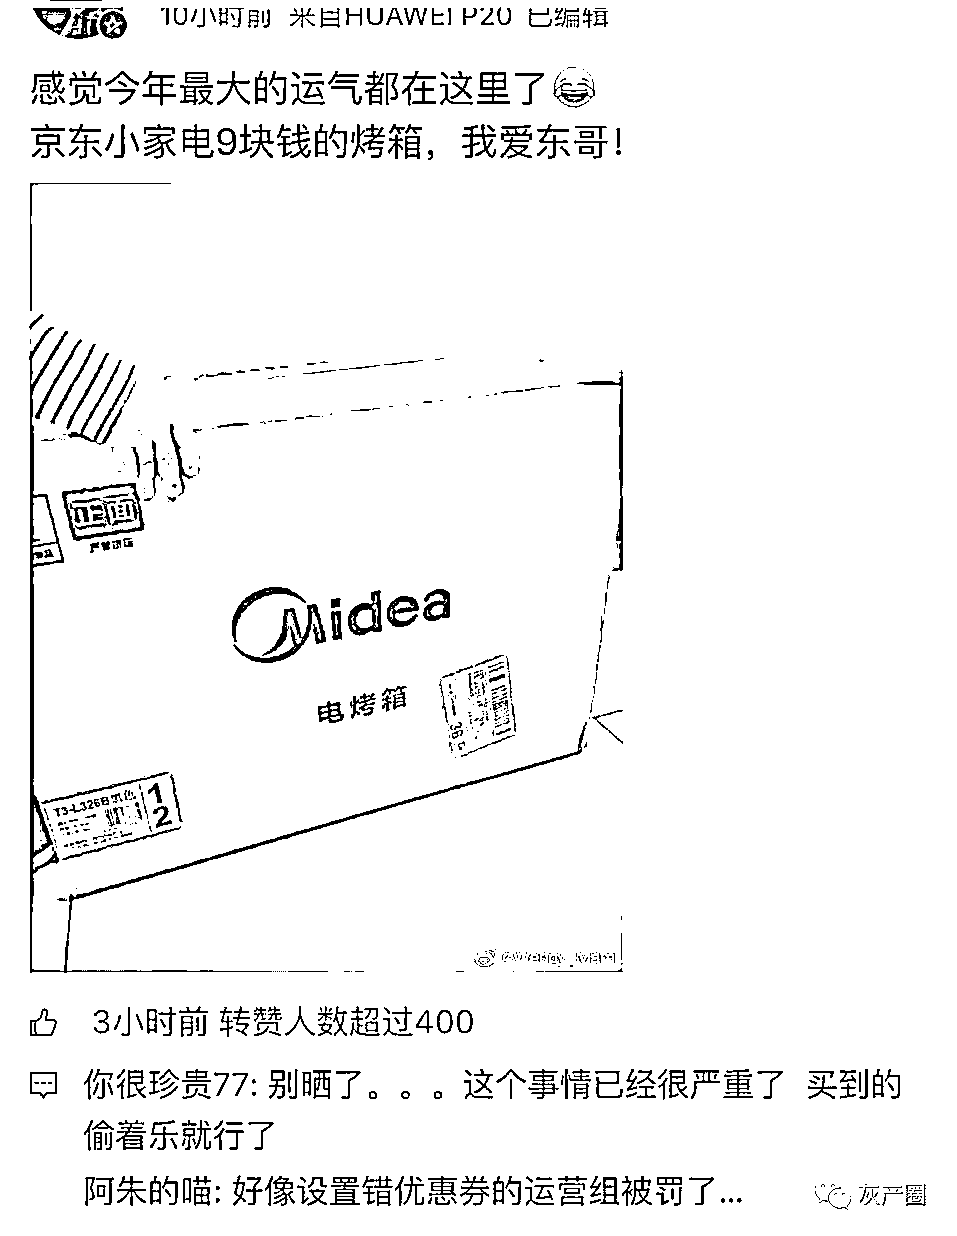 10小时前 来自HUAWEI P20 已编辑
感觉今年最大的运气都在这里了😂
京东小家电9块钱的烤箱，我爱东哥！
Midea
电烤箱
T3-L326B
1
2
3小时前 转赞人数超过400
你很珍贵77: 别晒了。。。这个事情已经很严重了 买到的
偷着乐就行了
阿朱的喵: 好像设置错优惠券的运营组被罚了...
灰产圈